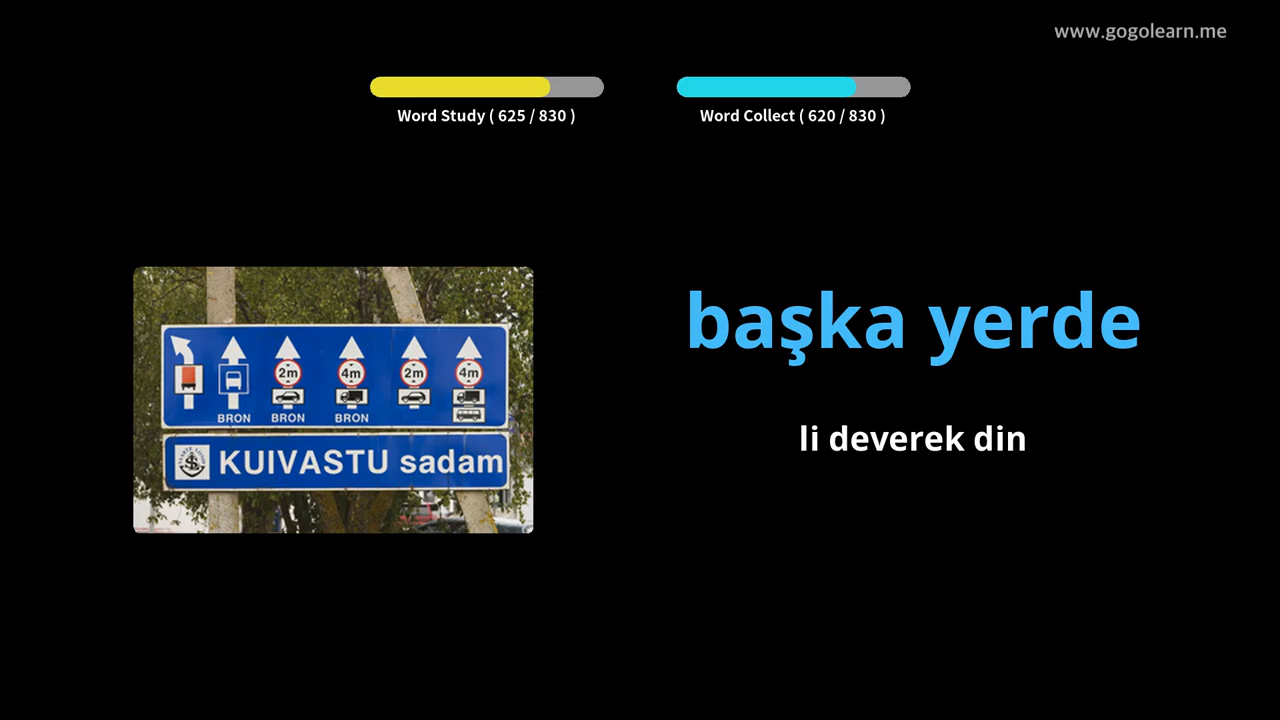 www.gogolearn.me
Word Study ( 625 / 830 )
Word Collect ( 620 / 830 )
2m 4m 2m 4m
BRON BRON BRON
KUIVASTU sadam
başka yerde
li deverek din